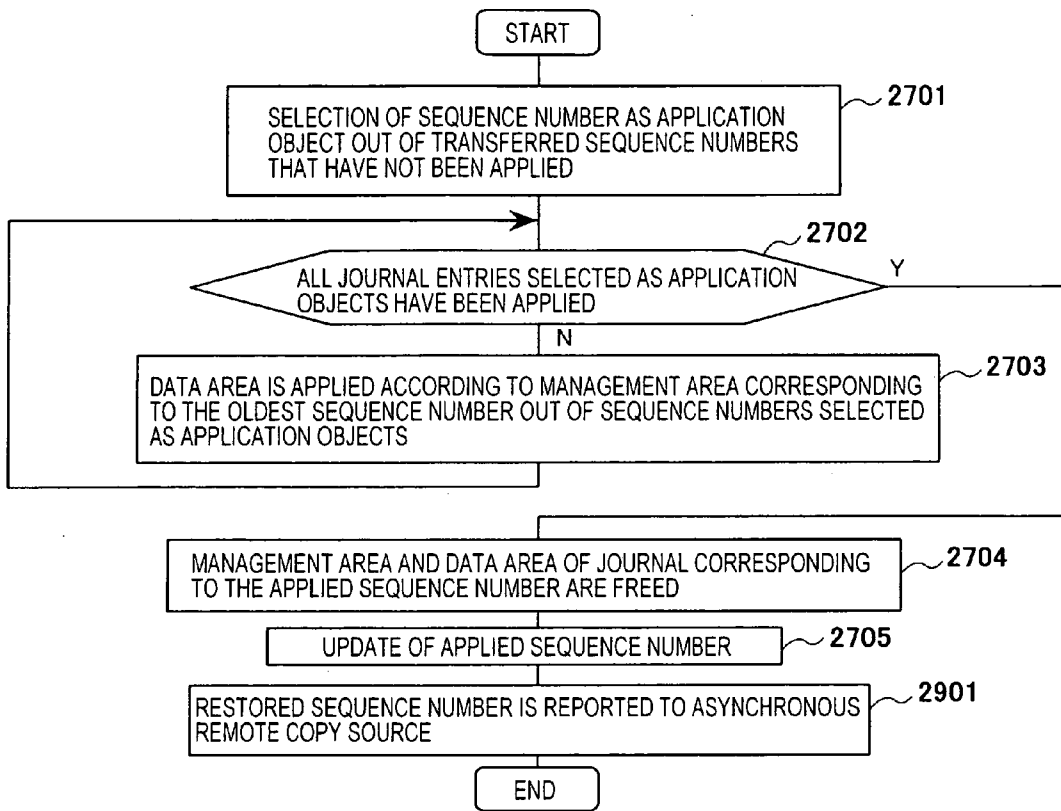 START
2701
SELECTION OF SEQUENCE NUMBER AS APPLICATION
OBJECT OUT OF TRANSFERRED SEQUENCE NUMBERS
THAT HAVE NOT BEEN APPLIED
2702
ALL JOURNAL ENTRIES SELECTED AS APPLICATION
OBJECTS HAVE BEEN APPLIED
Y
N
2703
DATA AREA IS APPLIED ACCORDING TO MANAGEMENT AREA CORRESPONDING
TO THE OLDEST SEQUENCE NUMBER OUT OF SEQUENCE NUMBERS SELECTED
AS APPLICATION OBJECTS
2704
MANAGEMENT AREA AND DATA AREA OF JOURNAL CORRESPONDING
TO THE APPLIED SEQUENCE NUMBER ARE FREED
2705
UPDATE OF APPLIED SEQUENCE NUMBER
2901
RESTORED SEQUENCE NUMBER IS REPORTED TO ASYNCHRONOUS
REMOTE COPY SOURCE
END